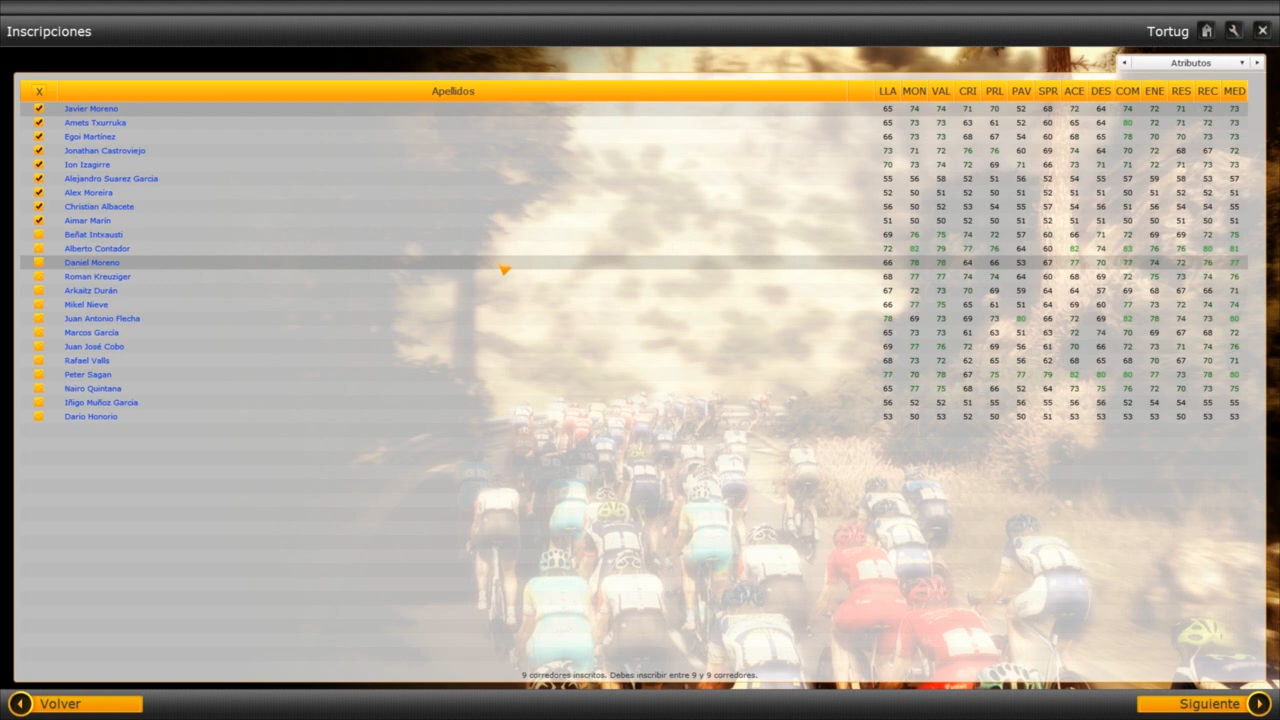 Inscripciones Tortug
Atributos
X Apellidos LLA MON VAL CRI PRL PAV SPR ACE DES COM ENE RES REC MED
Javier Moreno 65 74 74 71 70 52 68 72 64 74 72 71 72 73
Amets Txurruka 65 73 73 63 61 52 60 65 64 80 72 71 72 73
Egoi Martínez 66 73 73 68 67 54 60 68 65 78 70 70 73 73
Jonathan Castroviejo 73 71 72 76 76 60 69 74 64 70 72 68 67 72
Ion Izagirre 70 73 74 72 69 71 66 73 71 71 72 71 73 73
Alejandro Suarez Garcia 55 56 58 52 51 56 52 54 55 57 59 58 53 57
Alex Moreira 52 50 51 52 50 51 52 51 51 50 51 52 52 51
Christian Albacete 56 50 52 53 54 55 57 54 56 51 56 54 54 55
Aimar Marín 51 50 50 52 50 51 52 51 51 50 50 51 50 51
Beñat Intxausti 69 76 75 74 72 57 60 66 71 72 69 69 72 75
Alberto Contador 72 82 79 77 76 64 60 82 74 83 76 76 80 81
Daniel Moreno 66 78 78 64 66 53 67 77 70 77 74 72 76 77
Roman Kreuziger 68 77 77 74 74 64 60 68 69 72 75 73 74 76
Arkaitz Durán 67 72 73 70 69 59 64 64 57 69 68 67 66 71
Mikel Nieve 66 77 75 65 61 51 64 69 60 77 73 72 74 74
Juan Antonio Flecha 78 69 73 69 73 80 66 72 69 82 78 74 73 80
Marcos García 65 73 73 61 63 51 63 72 74 70 69 67 68 72
Juan José Cobo 69 77 76 72 69 56 61 70 66 72 73 71 74 76
Rafael Valls 68 73 72 62 65 56 62 68 65 68 70 67 70 71
Peter Sagan 77 70 78 67 75 77 79 82 80 80 77 73 78 80
Nairo Quintana 65 77 75 68 66 52 64 73 75 76 72 70 73 75
Iñigo Muñoz Garcia 56 52 52 51 55 56 55 56 56 52 54 54 55 55
Dario Honorio 53 50 53 52 50 50 51 53 53 53 53 50 53 53
9 corredores inscritos. Debes inscribir entre 9 y 9 corredores.
Volver Siguiente